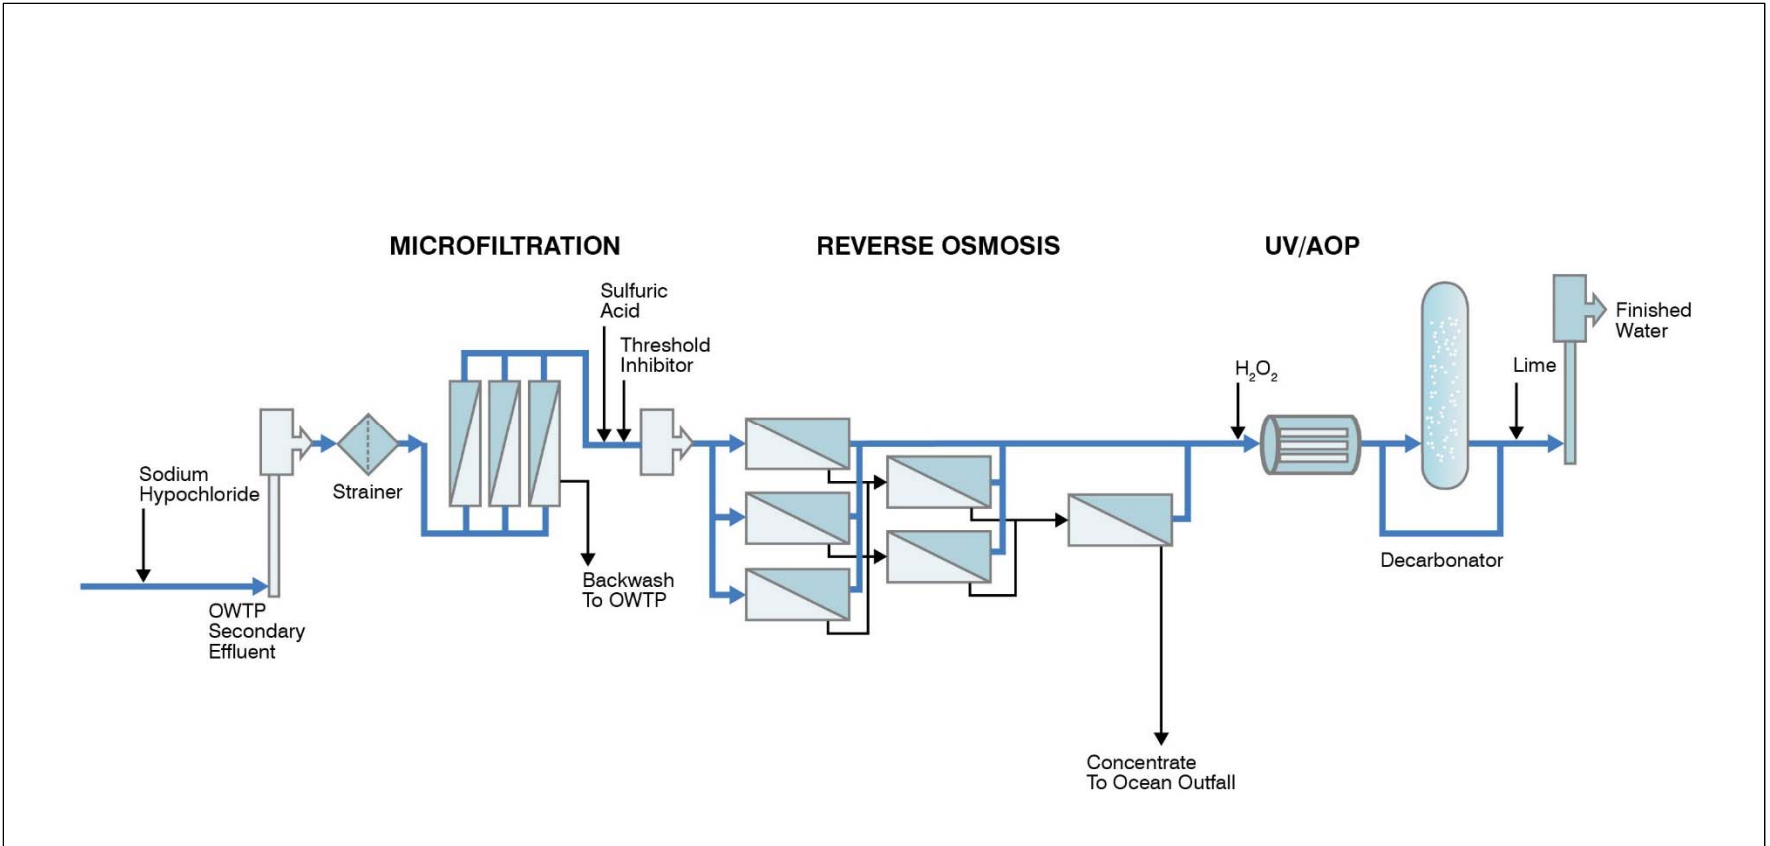 MICROFILTRATION
REVERSE OSMOSIS
UV/AOP
Sulfuric
Acid
Threshold
Inhibitor
Sodium
Hypochloride
Strainer
OWTP
Secondary
Effluent
Backwash
To OWTP
Concentrate
To Ocean Outfall
H₂O₂
Decarbonator
Lime
Finished
Water